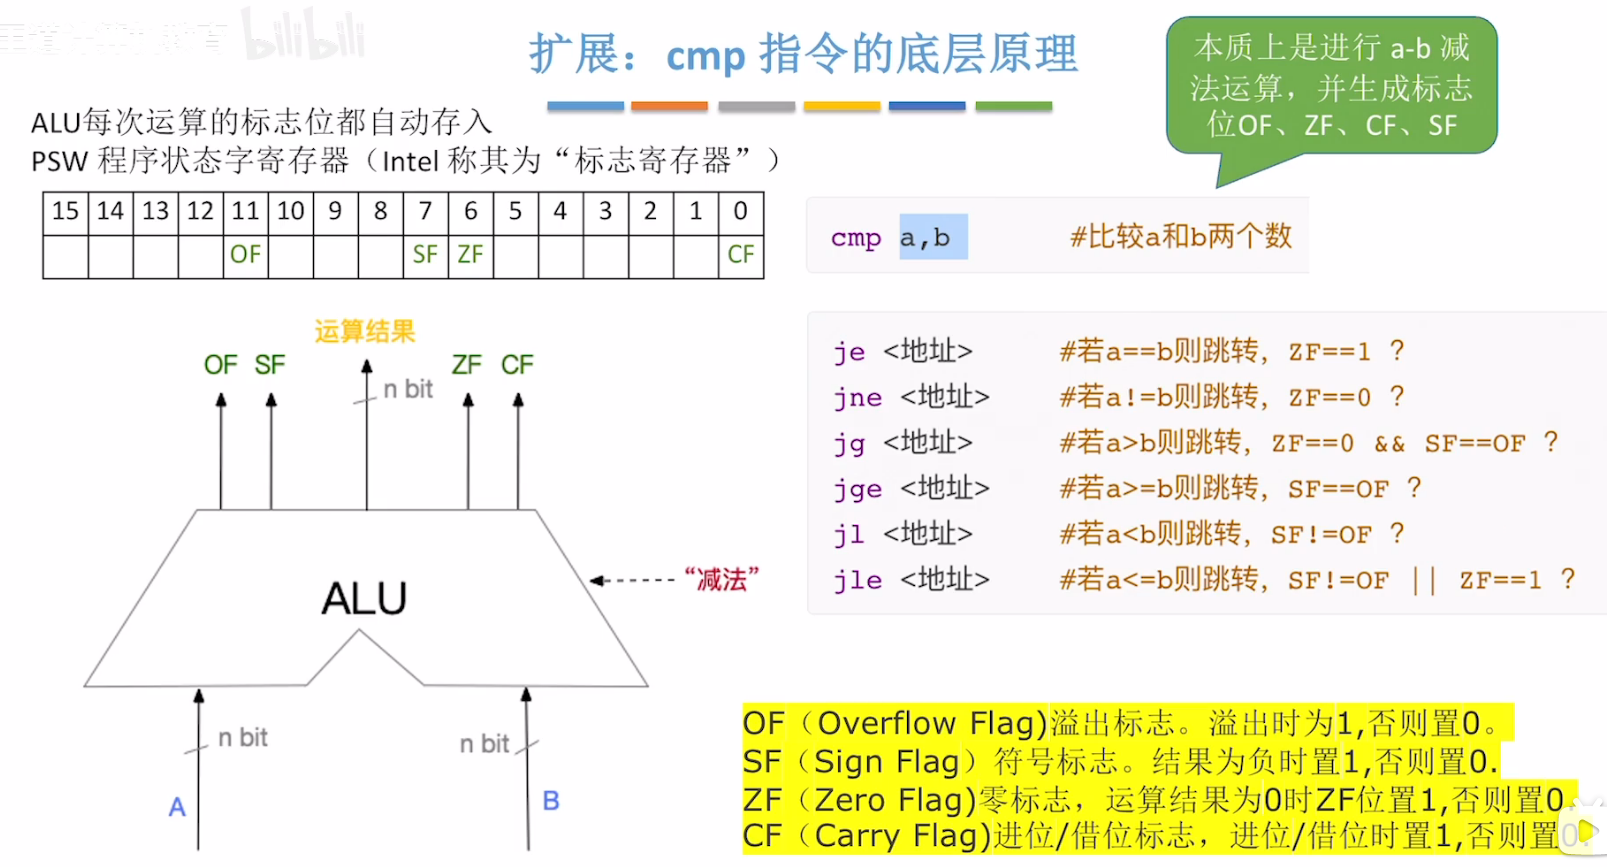 bilibili
扩展：cmp 指令的底层原理
本质上是进行 a-b 减
法运算，并生成标志
位OF、ZF、CF、SF
ALU每次运算的标志位都自动存入
PSW 程序状态字寄存器（Intel 称其为“标志寄存器”）
15 14 13 12 11 10 9 8 7 6 5 4 3 2 1 0
OF SF ZF CF
cmp a,b #比较a和b两个数
运算结果
OF SF ZF CF
n bit
ALU
“减法”
n bit
n bit
A
B
je <地址> #若a==b则跳转，ZF==1 ？
jne <地址> #若a!=b则跳转，ZF==0 ？
jg <地址> #若a>b则跳转，ZF==0 && SF==OF ？
jge <地址> #若a>=b则跳转，SF==OF ？
jl <地址> #若a<b则跳转，SF!=OF ？
jle <地址> #若a<=b则跳转，SF!=OF || ZF==1 ？
OF（Overflow Flag)溢出标志。溢出时为1,否则置0。
SF（Sign Flag）符号标志。结果为负时置1,否则置0.
ZF（Zero Flag)零标志，运算结果为0时ZF位置1,否则置0.
CF（Carry Flag)进位/借位标志，进位/借位时置1,否则置0.